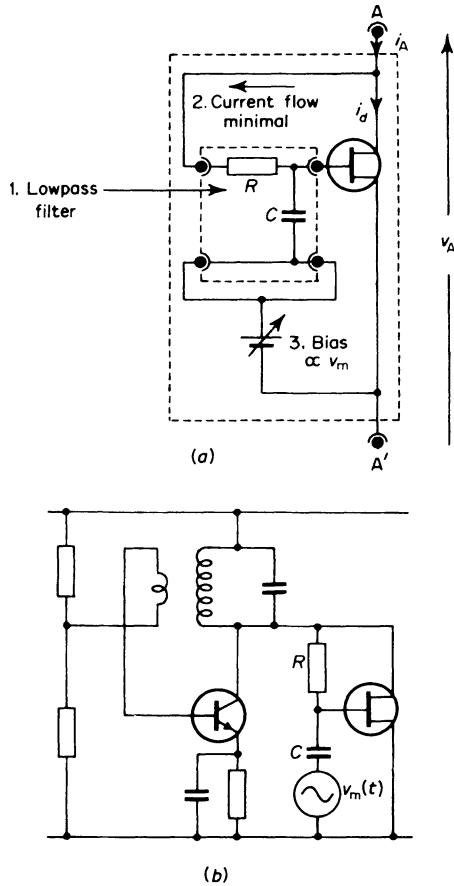 A
i_A
2. Current flow
minimal
i_d
1. Lowpass
filter
R
C
v_A
3. Bias
∝ v_m
(a)
A′
R
C
v_m(t)
(b)